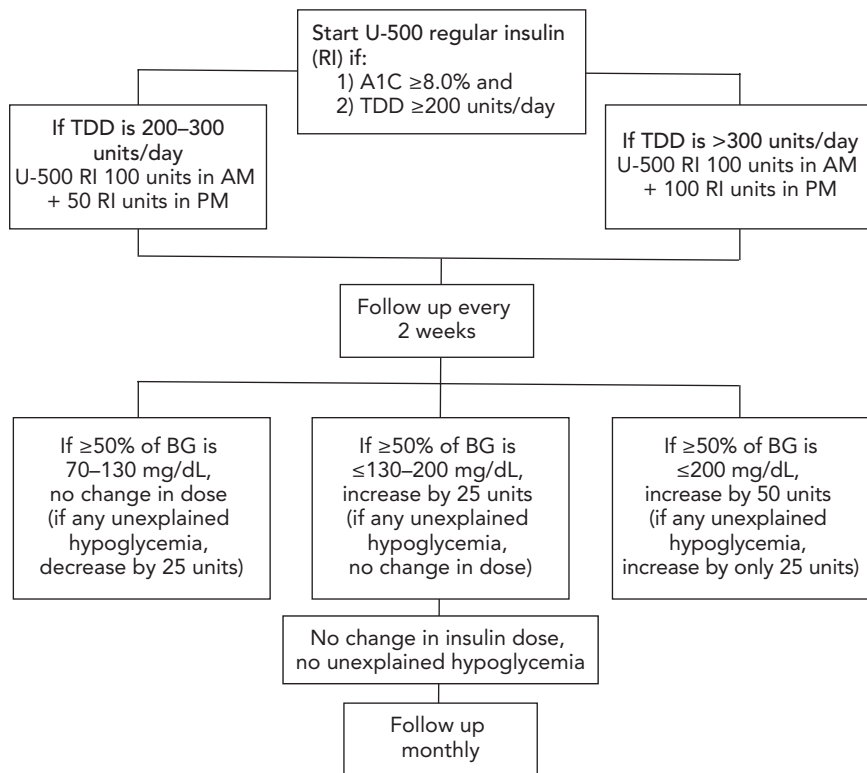 Start U-500 regular insulin
(RI) if:
1) A1C ≥8.0% and
2) TDD ≥200 units/day
If TDD is 200–300
units/day
U-500 RI 100 units in AM
+ 50 RI units in PM
If TDD is >300 units/day
U-500 RI 100 units in AM
+ 100 RI units in PM
Follow up every
2 weeks
If ≥50% of BG is
70–130 mg/dL,
no change in dose
(if any unexplained
hypoglycemia,
decrease by 25 units)
If ≥50% of BG is
≤130–200 mg/dL,
increase by 25 units
(if any unexplained
hypoglycemia,
no change in dose)
If ≥50% of BG is
≤200 mg/dL,
increase by 50 units
(if any unexplained
hypoglycemia,
increase by only 25 units)
No change in insulin dose,
no unexplained hypoglycemia
Follow up
monthly